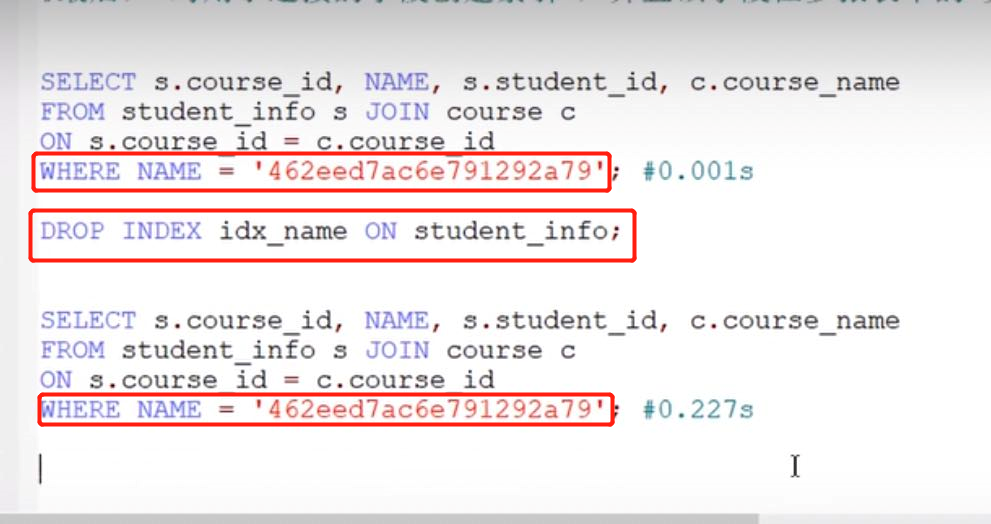 SELECT s.course_id, NAME, s.student_id, c.course_name
FROM student_info s JOIN course c
ON s.course_id = c.course_id
WHERE NAME = '462eed7ac6e791292a79'; #0.001s
DROP INDEX idx_name ON student_info;
SELECT s.course_id, NAME, s.student_id, c.course_name
FROM student_info s JOIN course c
ON s.course_id = c.course_id
WHERE NAME = '462eed7ac6e791292a79'; #0.227s